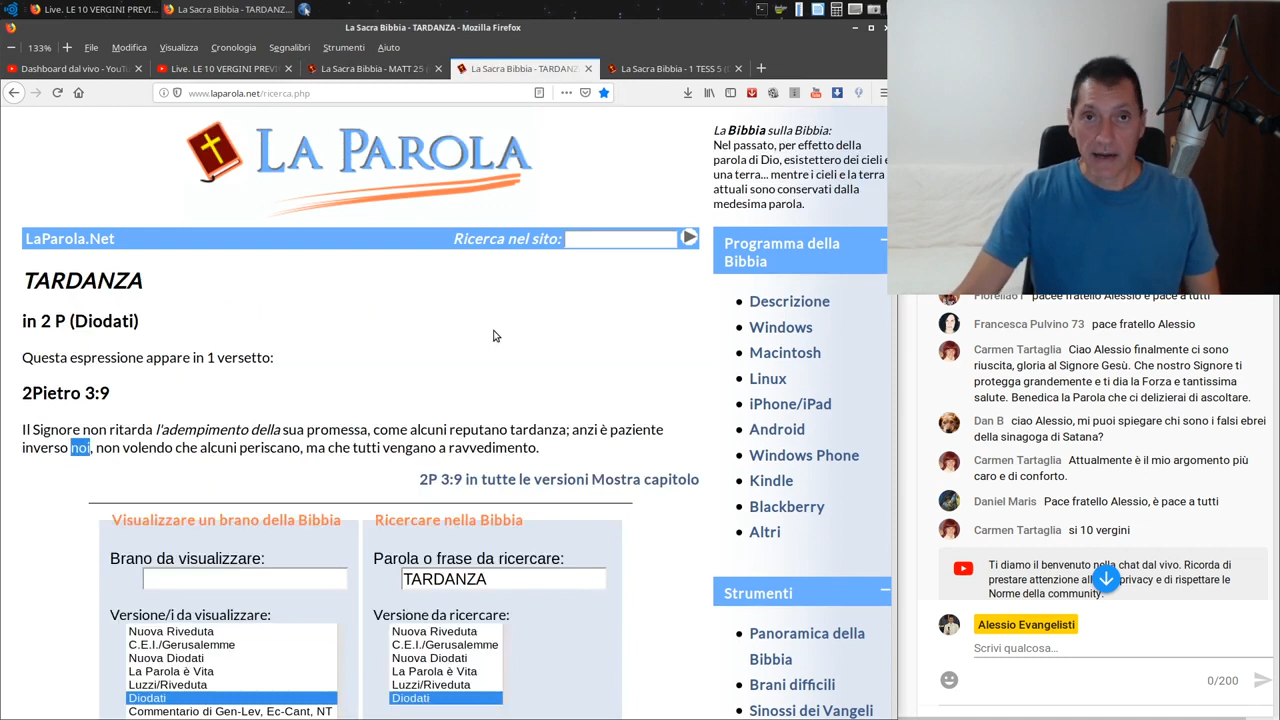 Live. LE 10 VERGINI PREVI
La Sacra Bibbia - TARDANZ
La Sacra Bibbia - TARDANZA - Mozilla Firefox
133%
File
Modifica
Visualizza
Cronologia
Segnalibri
Strumenti
Aiuto
Dashboard dal vivo - YouTu
Live. LE 10 VERGINI PREVI
La Sacra Bibbia - MATT 25 (
La Sacra Bibbia - TARDANZ
La Sacra Bibbia - 1 TESS 5 (
www.laparola.net/ricerca.php
LA PAROLA
LaParola.Net
Ricerca nel sito:
TARDANZA
in 2 P (Diodati)
Questa espressione appare in 1 versetto:
2Pietro 3:9
Il Signore non ritarda l'adempimento della sua promessa, come alcuni reputano tardanza; anzi è paziente
inverso noi, non volendo che alcuni periscano, ma che tutti vengano a ravvedimento.
2P 3:9 in tutte le versioni Mostra capitolo
Visualizzare un brano della Bibbia
Brano da visualizzare:
Versione/i da visualizzare:
Nuova Riveduta
C.E.I./Gerusalemme
Nuova Diodati
La Parola è Vita
Luzzi/Riveduta
Diodati
Commentario di Gen-Lev, Ec-Cant, NT
Ricercare nella Bibbia
Parola o frase da ricercare:
TARDANZA
Versione da ricercare:
Nuova Riveduta
C.E.I./Gerusalemme
Nuova Diodati
La Parola è Vita
Luzzi/Riveduta
Diodati
La Bibbia sulla Bibbia:
Nel passato, per effetto della
parola di Dio, esistettero dei cieli e
una terra... mentre i cieli e la terra
attuali sono conservati dalla
medesima parola.
Programma della
Bibbia
Descrizione
Windows
Macintosh
Linux
iPhone/iPad
Android
Windows Phone
Kindle
Blackberry
Altri
Strumenti
Panoramica della
Bibbia
Brani difficili
Sinossi dei Vangeli
Fiorella61 pacee fratello Alessio e pace a tutti
Francesca Pulvino 73 pace fratello Alessio
Carmen Tartaglia Ciao Alessio finalmente ci sono
riuscita, gloria al Signore Gesù. Che nostro Signore ti
protegga grandemente e ti dia la Forza e tantissima
salute. Benedica la Parola che ci delizierai di ascoltare.
Dan B ciao Alessio, mi puoi spiegare chi sono i falsi ebrei
della sinagoga di Satana?
Carmen Tartaglia Attualmente è il mio argomento più
caro e di conforto.
Daniel Maris Pace fratello Alessio, è pace a tutti
Carmen Tartaglia si 10 vergini
Ti diamo il benvenuto nella chat dal vivo. Ricorda di
prestare attenzione alla privacy e di rispettare le
Norme della community.
Alessio Evangelisti
Scrivi qualcosa…
0/200